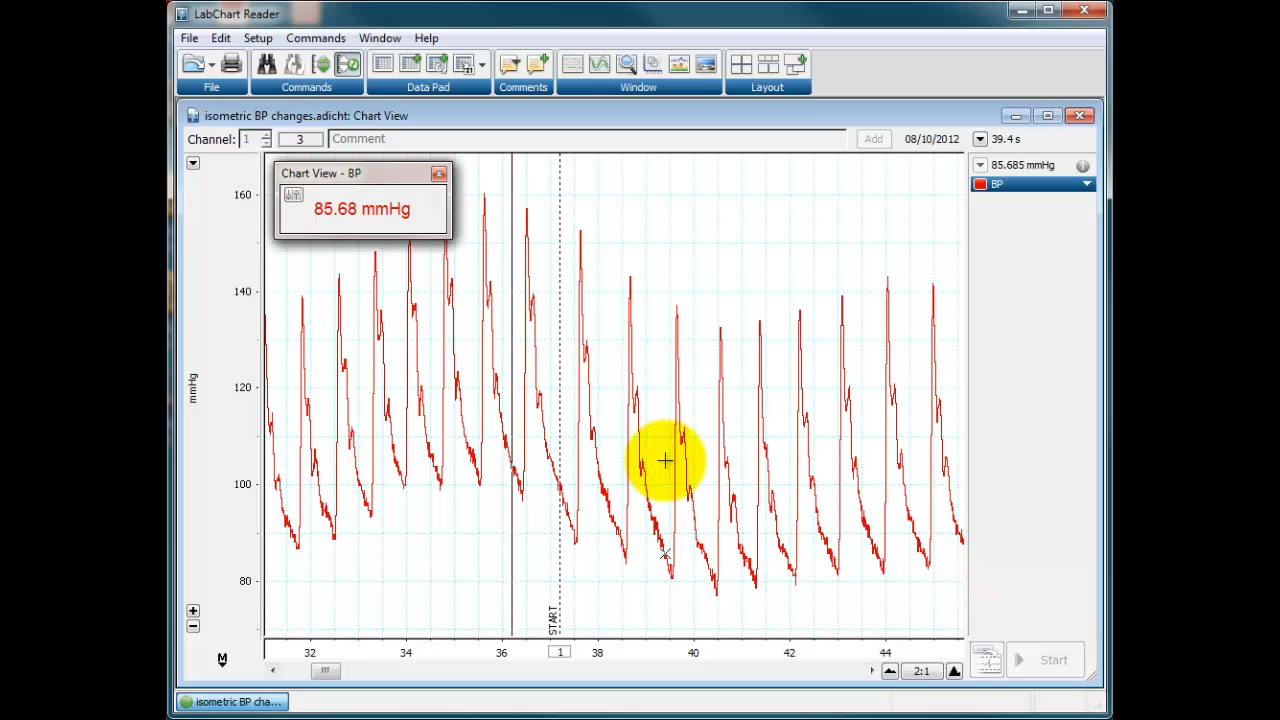 LabChart Reader
File Edit Setup Commands Window Help
File Commands Data Pad Comments Window Layout
isometric BP changes.adicht: Chart View
Channel: 1 3 Comment Add 08/10/2012 39.4 s
Chart View - BP
85.68 mmHg
85.685 mmHg
BP
160
140
120
100
80
mmHg
START
M
32 34 36 1 38 40 42 44
2:1
Start
isometric BP cha...